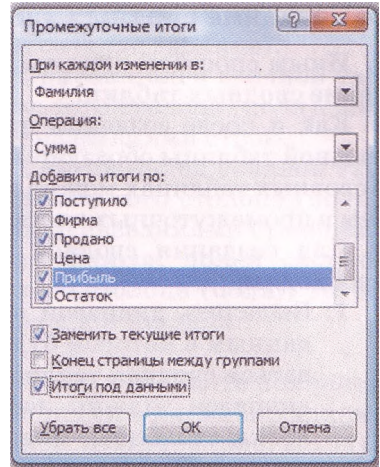 Промежуточные итоги
При каждом изменении в:
Фамилия
Операция:
Сумма
Добавить итоги по:
Поступило
Фирма
Продано
Цена
Прибыль
Остаток
Заменить текущие итоги
Конец страницы между группами
Итоги под данными
Убрать все
ОК
Отмена